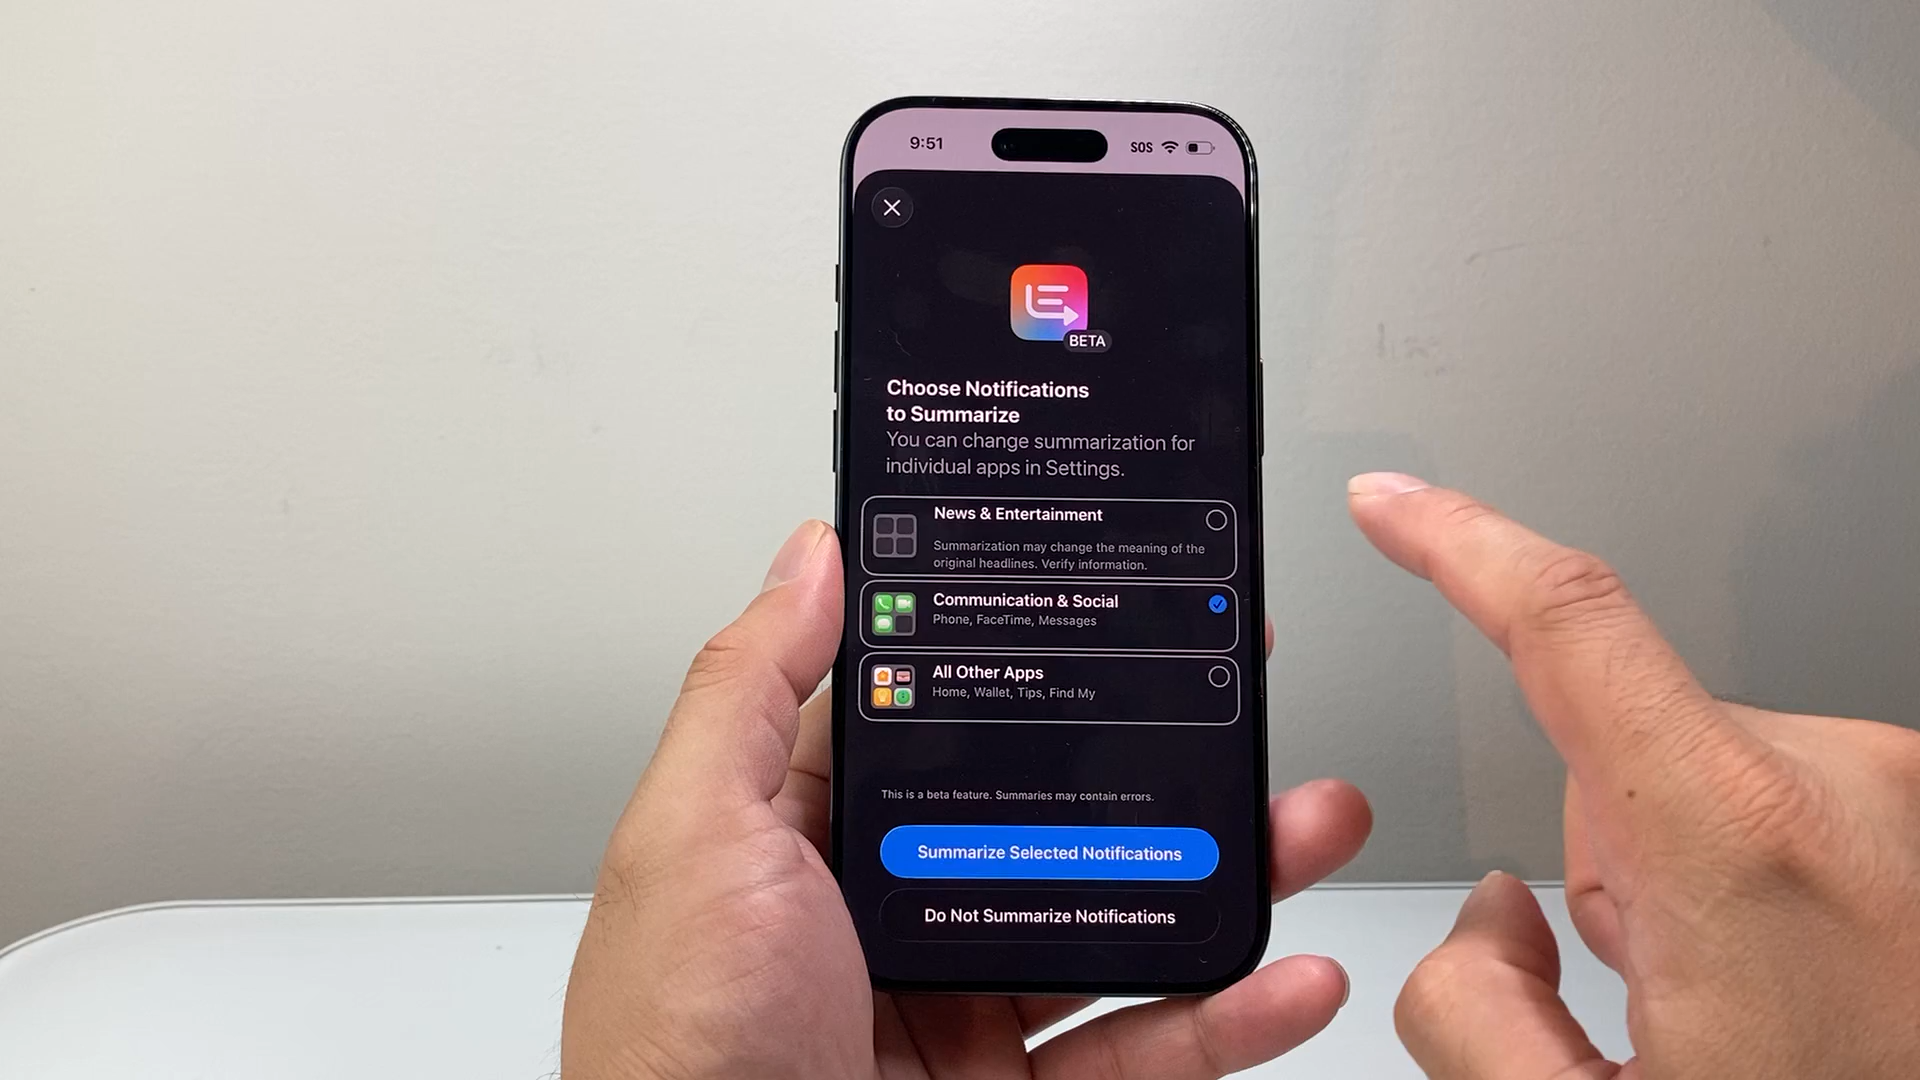 9:51
SOS
BETA
Choose Notifications
to Summarize
You can change summarization for
individual apps in Settings.
News & Entertainment
Summarization may change the meaning of the
original headlines. Verify information.
Communication & Social
Phone, FaceTime, Messages
All Other Apps
Home, Wallet, Tips, Find My
This is a beta feature. Summaries may contain errors.
Summarize Selected Notifications
Do Not Summarize Notifications